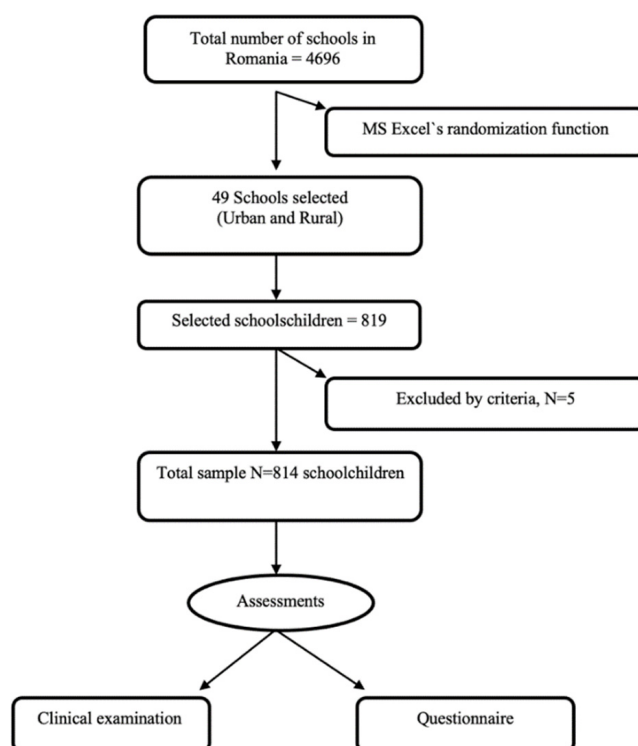 Total number of schools in
Romania = 4696
MS Excel`s randomization function
49 Schools selected
(Urban and Rural)
Selected schoolschildren = 819
Excluded by criteria, N=5
Total sample N=814 schoolchildren
Assessments
Clinical examination
Questionnaire